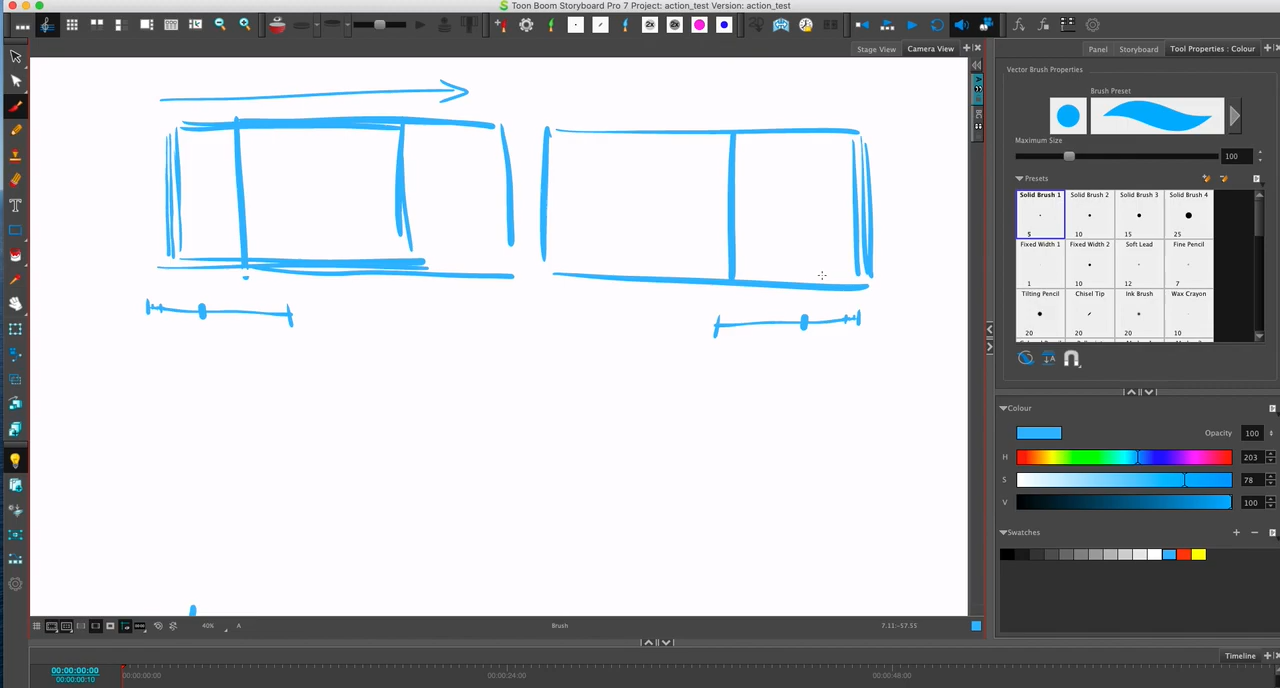 Toon Boom Storyboard Pro 7 Project: action_test Version: action_test
Stage View
Camera View
Panel
Storyboard
Tool Properties : Colour
Vector Brush Properties
Brush Preset
Maximum Size
100
Presets
Solid Brush 1
Solid Brush 2
Solid Brush 3
Solid Brush 4
5
10
15
25
Fixed Width 1
Fixed Width 2
Soft Lead
Fine Pencil
1
10
12
7
Tilting Pencil
Chisel Tip
Ink Brush
Wax Crayon
20
20
20
10
Colour
Opacity
100
H
203
S
78
V
100
Swatches
40%
A
Brush
7.11:-57.55
Timeline
00:00:00:00
00:00:00:10
00:00:00:00
00:00:24:00
00:00:48:00